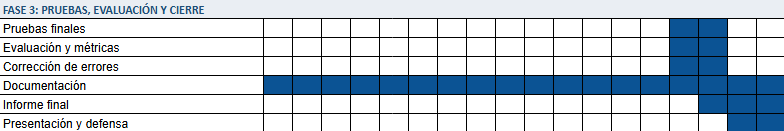 FASE 3: PRUEBAS, EVALUACIÓN Y CIERRE
Pruebas finales
Evaluación y métricas
Corrección de errores
Documentación
Informe final
Presentación y defensa